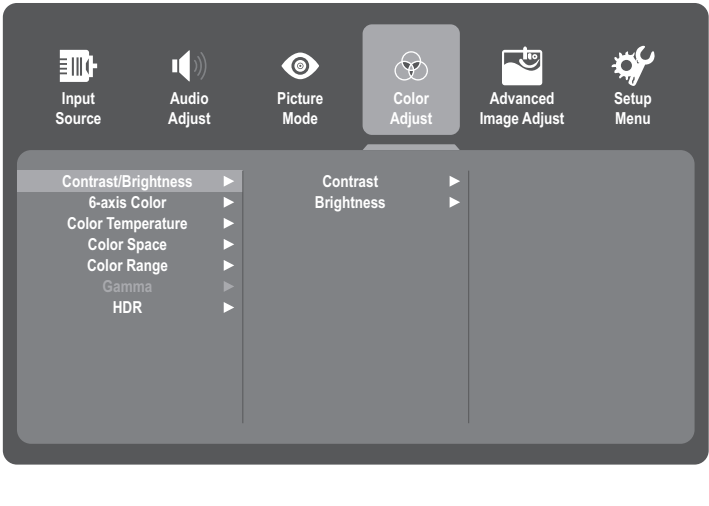 Input
Source
Audio
Adjust
Picture
Mode
Color
Adjust
Advanced
Image Adjust
Setup
Menu
Contrast/Brightness
6-axis Color
Color Temperature
Color Space
Color Range
Gamma
HDR
Contrast
Brightness